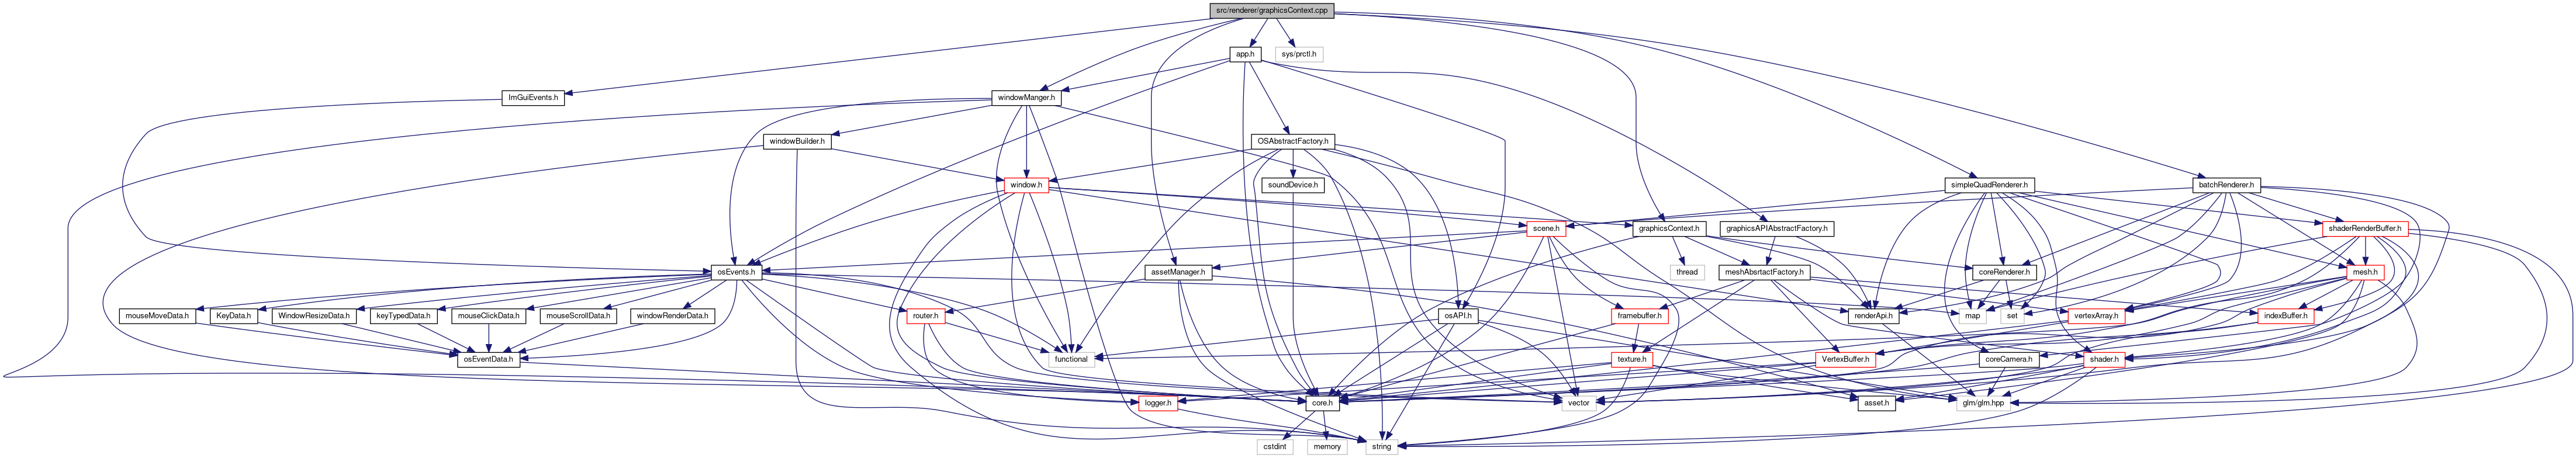 src/renderer/graphicsContext.cpp
app.h
sys/prctl.h
ImGuiEvents.h
windowManger.h
windowBuilder.h
OSAbstractFactory.h
window.h
soundDevice.h
simpleQuadRenderer.h
batchRenderer.h
scene.h
graphicsContext.h
graphicsAPIAbstractFactory.h
shaderRenderBuffer.h
osEvents.h
assetManager.h
thread
meshAbsrtactFactory.h
coreRenderer.h
mesh.h
mouseMoveData.h
KeyData.h
WindowResizeData.h
keyTypedData.h
mouseClickData.h
mouseScrollData.h
windowRenderData.h
router.h
osAPI.h
framebuffer.h
renderApi.h
map
set
vertexArray.h
indexBuffer.h
osEventData.h
functional
texture.h
VertexBuffer.h
coreCamera.h
shader.h
logger.h
core.h
vector
asset.h
glm/glm.hpp
cstdint
memory
string